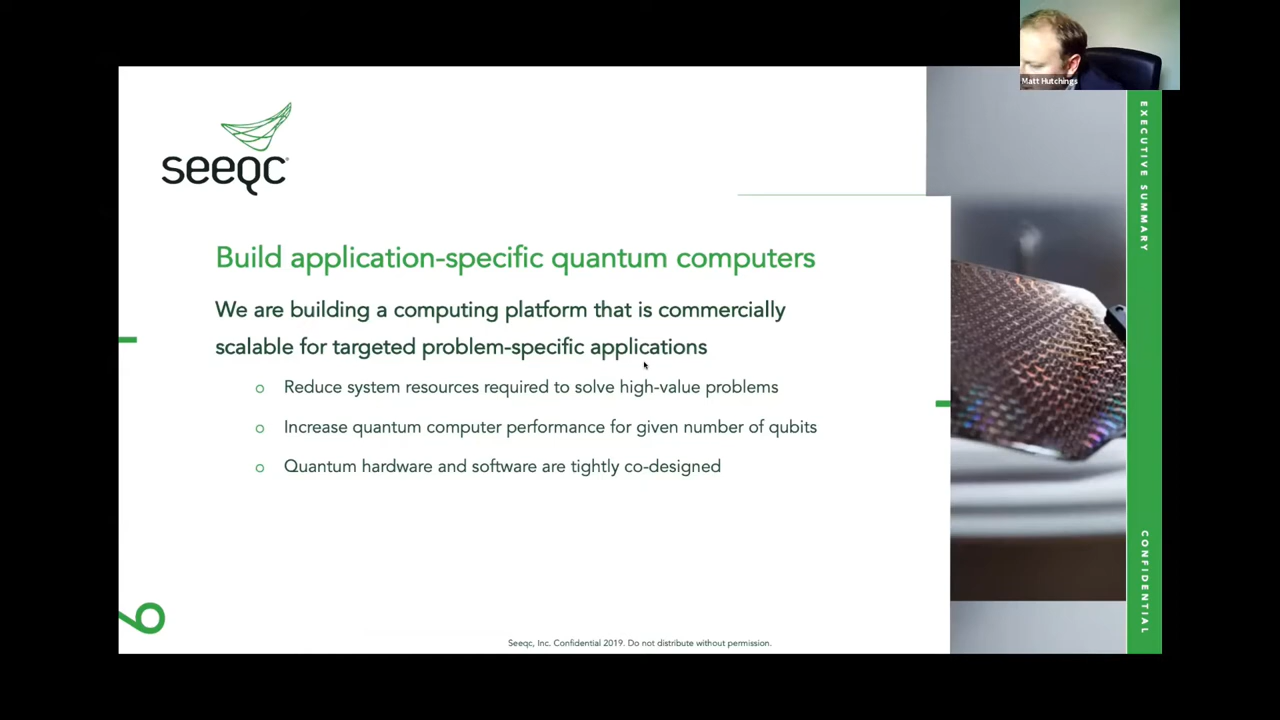 Matt Hutchings
seeqc
EXECUTIVE SUMMARY
Build application-specific quantum computers
We are building a computing platform that is commercially
scalable for targeted problem-specific applications
Reduce system resources required to solve high-value problems
Increase quantum computer performance for given number of qubits
Quantum hardware and software are tightly co-designed
CONFIDENTIAL
6
Seeqc, Inc. Confidential 2019. Do not distribute without permission.